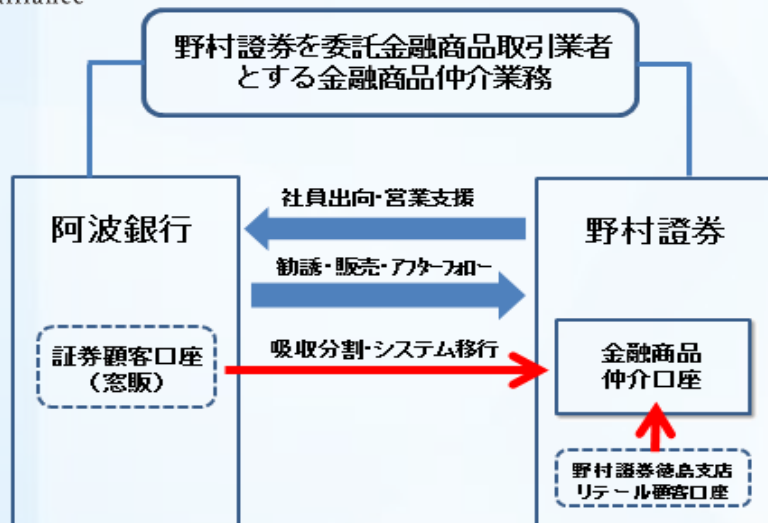 野村證券を委託金融商品取引業者
とする金融商品仲介業務
阿波銀行
野村證券
社員出向・営業支援
勧誘・販売・アフターフォロー
証券顧客口座
(窓販)
吸収分割・システム移行
金融商品
仲介口座
野村證券徳島支店
リテール顧客口座